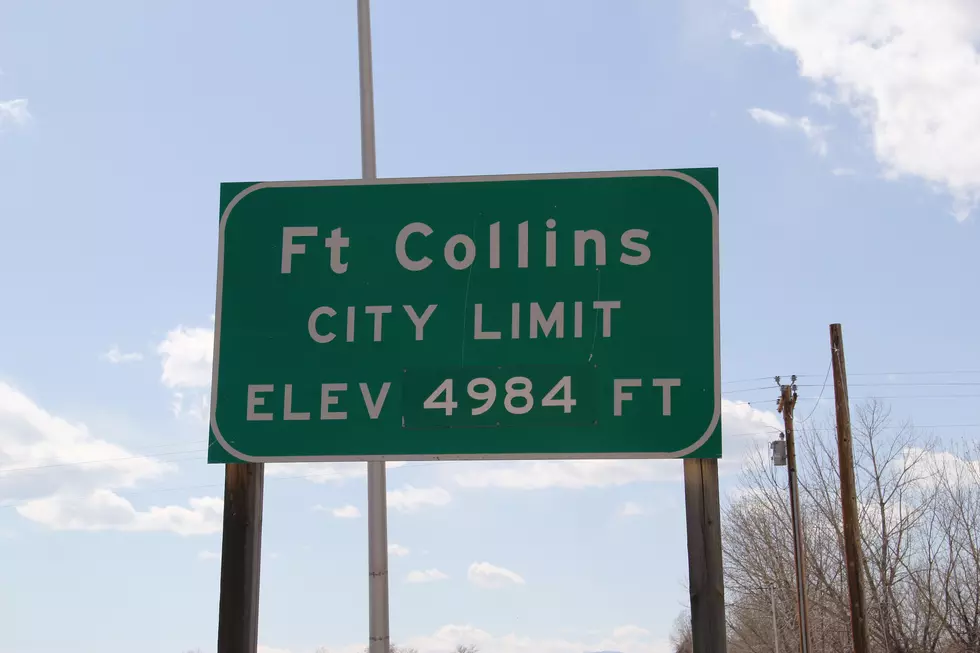 Ft Collins
CITY LIMIT
ELEV 4984 FT